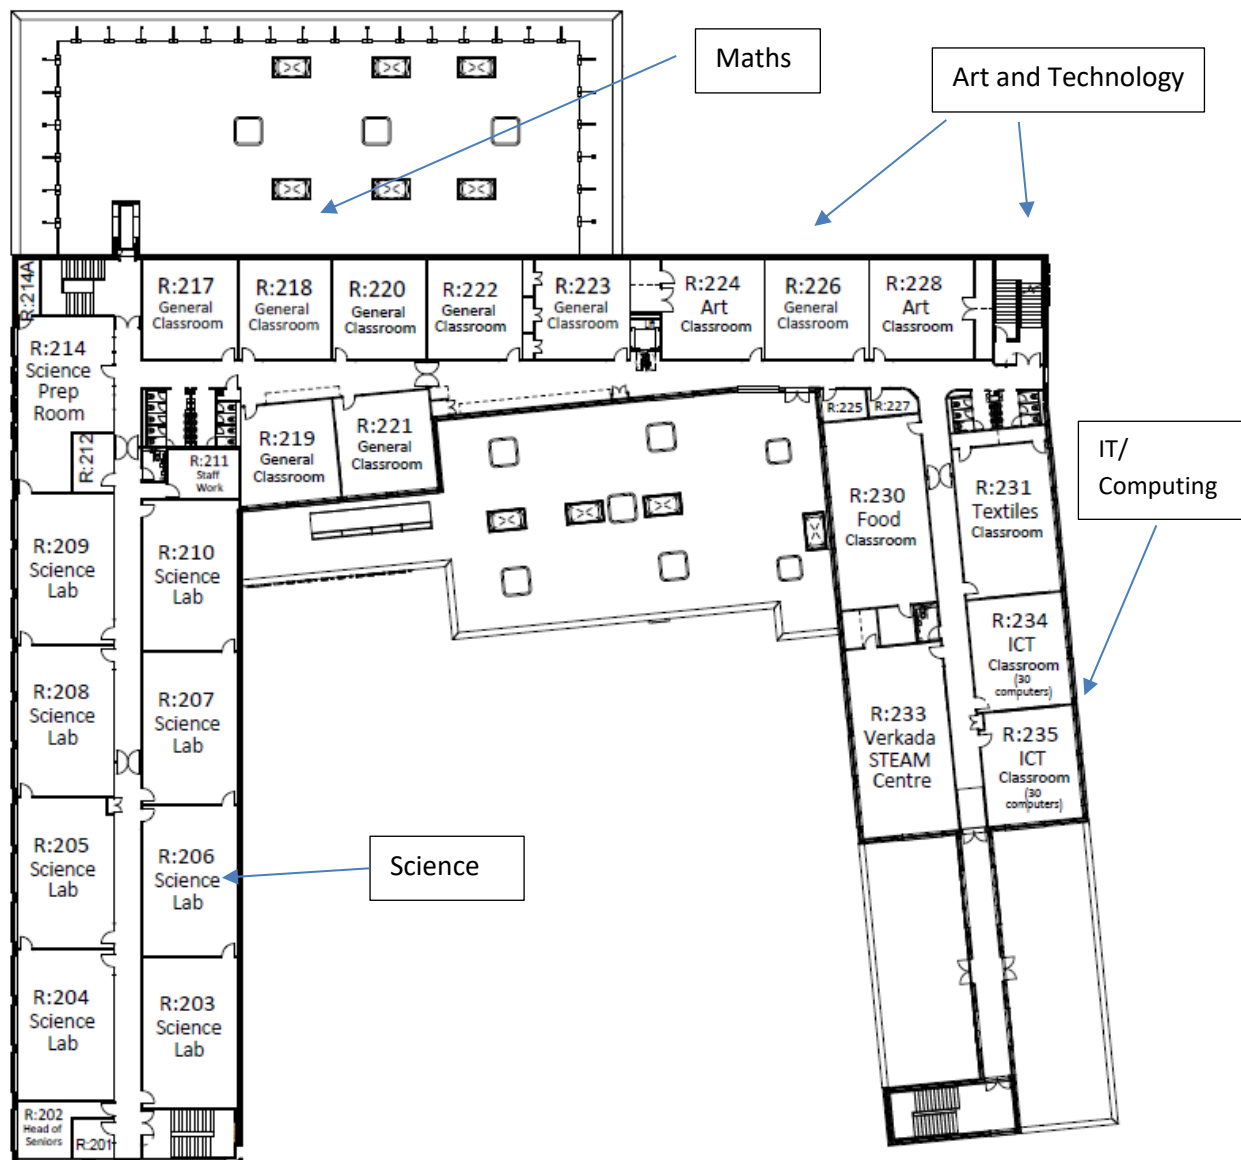 Maths
Art and Technology
R:214A
R:217
General
Classroom
R:218
General
Classroom
R:220
General
Classroom
R:222
General
Classroom
R:223
General
Classroom
R:224
Art
Classroom
R:226
General
Classroom
R:228
Art
Classroom
R:214
Science
Prep
Room
R:212
R:211
Staff
Work
R:219
General
Classroom
R:221
General
Classroom
R:225
R:227
IT/
Computing
R:230
Food
Classroom
R:231
Textiles
Classroom
R:209
Science
Lab
R:210
Science
Lab
R:234
ICT
Classroom
(30
computers)
R:208
Science
Lab
R:207
Science
Lab
R:233
Verkada
STEAM
Centre
R:235
ICT
Classroom
(30
computers)
R:205
Science
Lab
R:206
Science
Lab
Science
R:204
Science
Lab
R:203
Science
Lab
R:202
Head of
Seniors
R:201